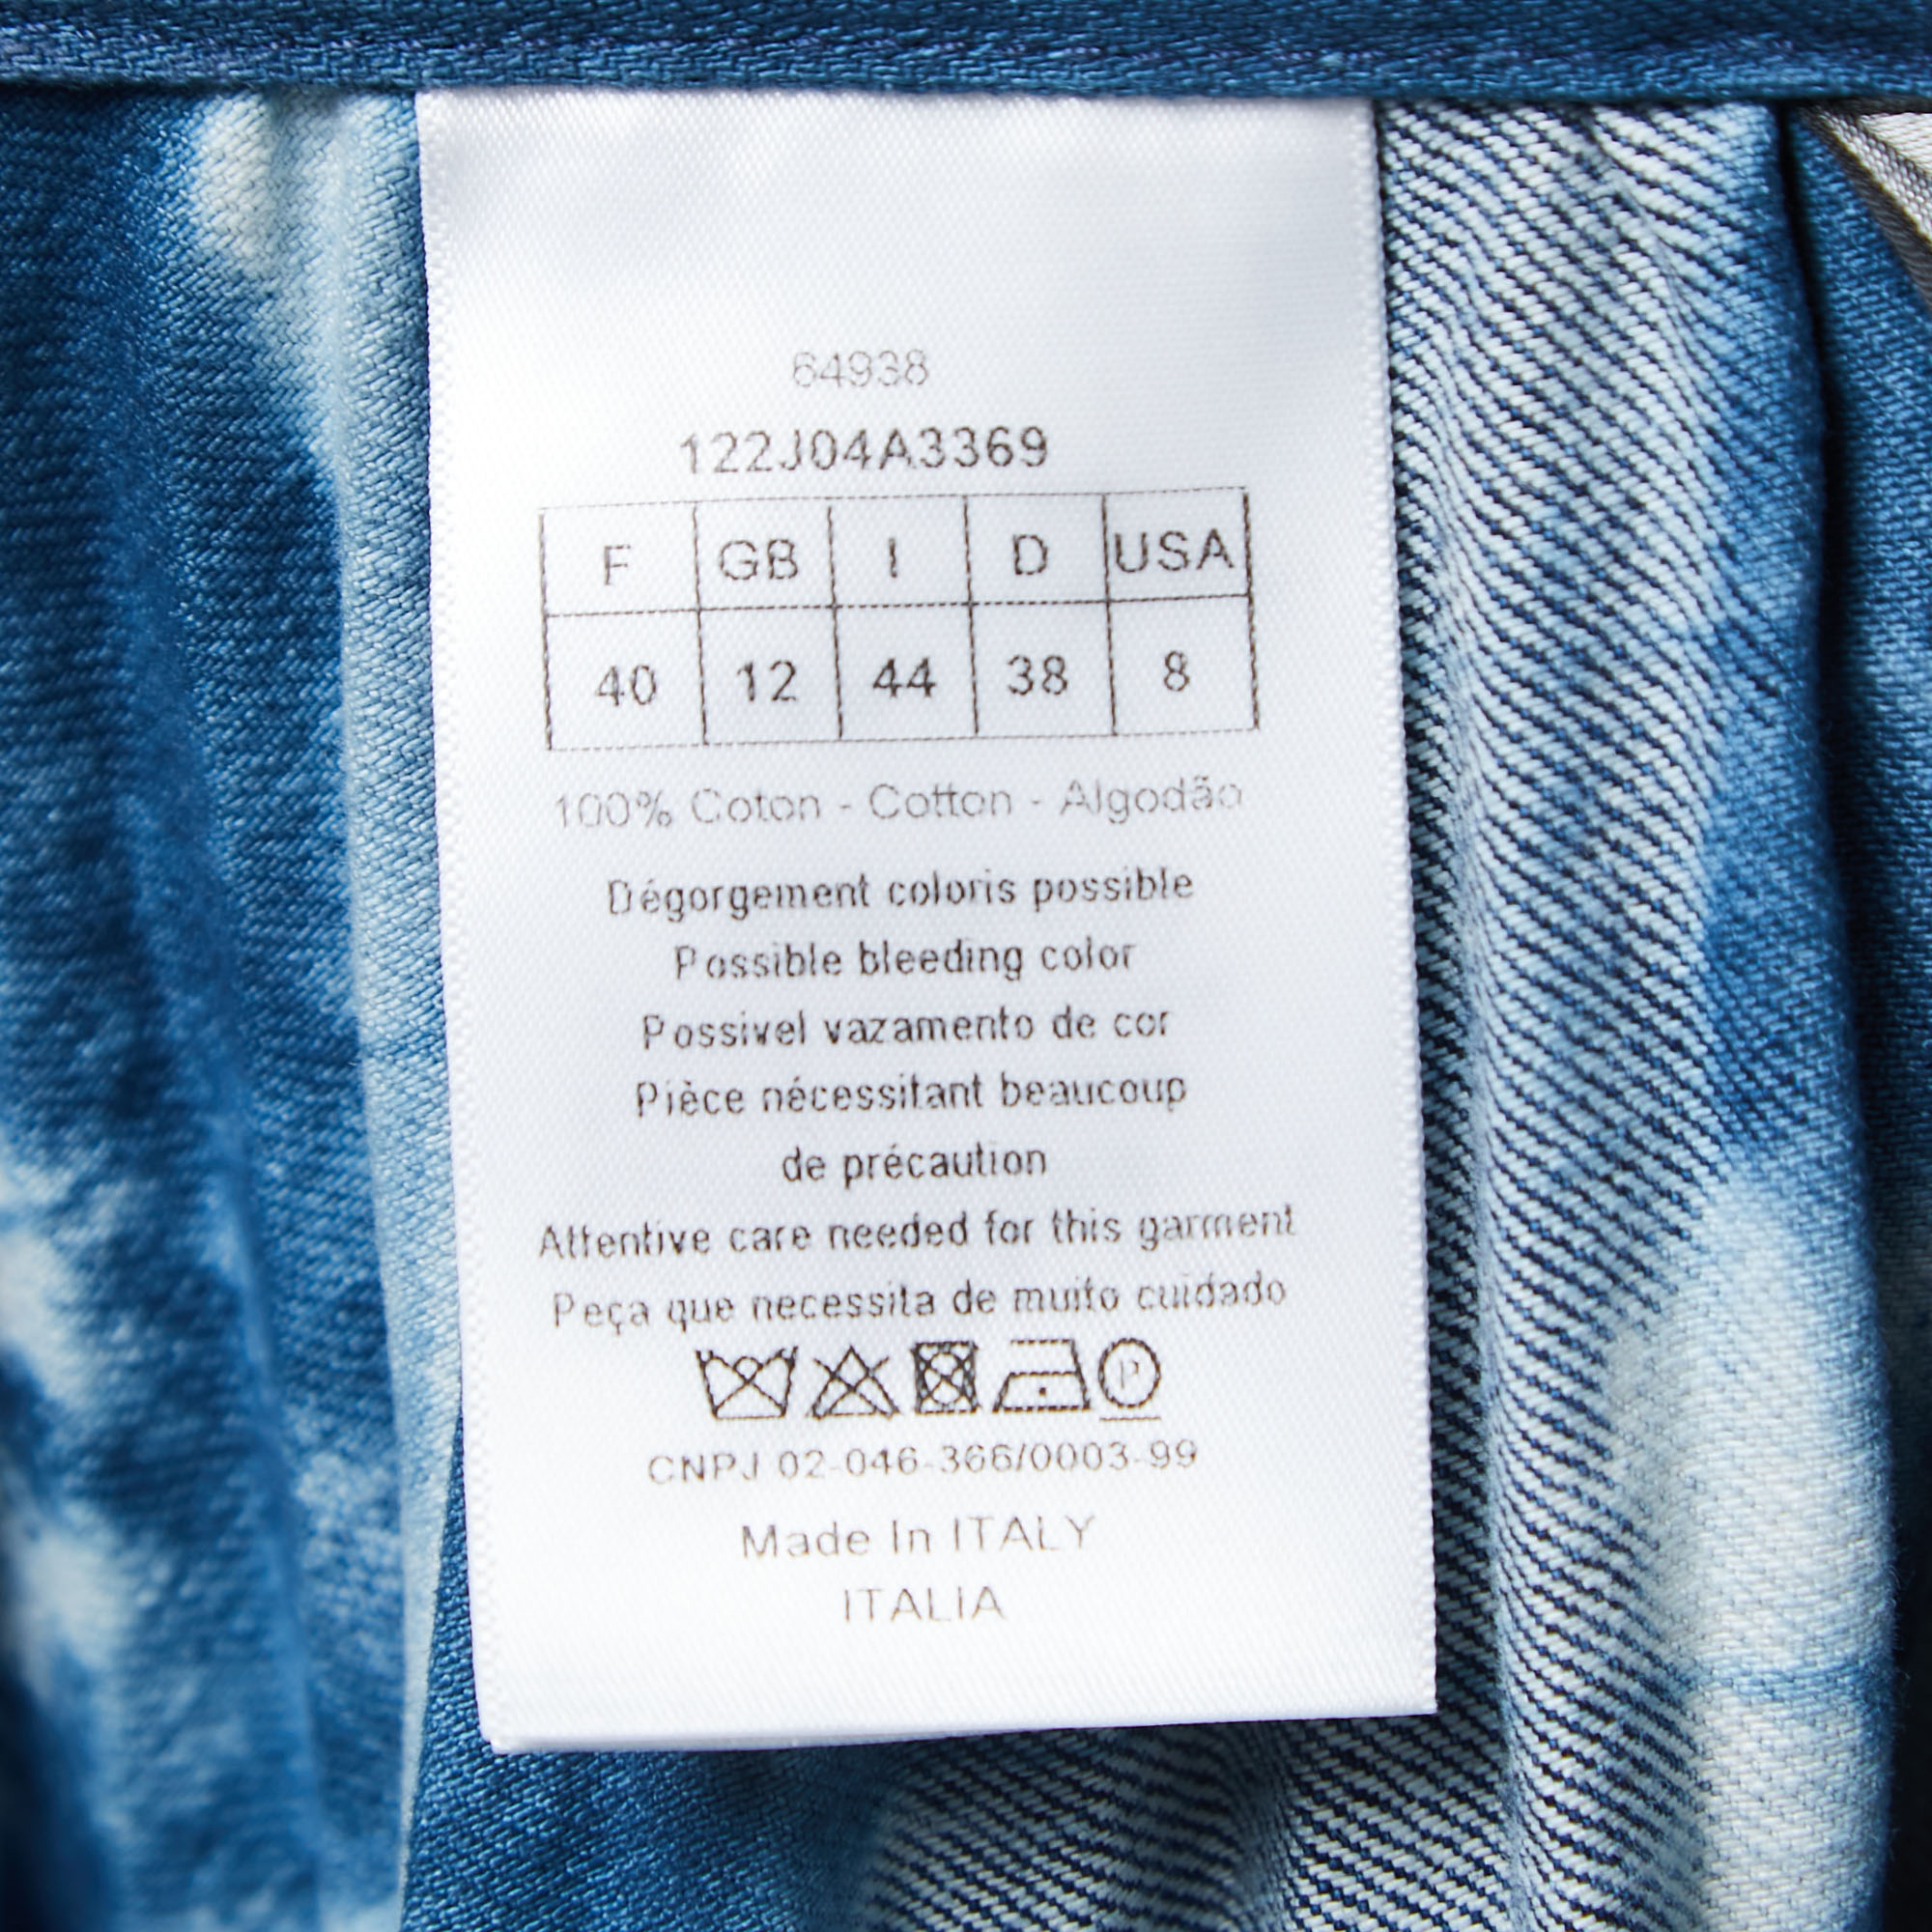 64938
122J04A3369
F GB I D USA
40 12 44 38 8
100% Coton - Cotton - Algodão
Dégorgement coloris possible
Possible bleeding color
Possivel vazamento de cor
Pièce nécessitant beaucoup
de précaution
Attentive care needed for this garment
Peça que necessita de muito cuidado
P
CNPJ 02-046-366/0003-99
Made In ITALY
ITALIA